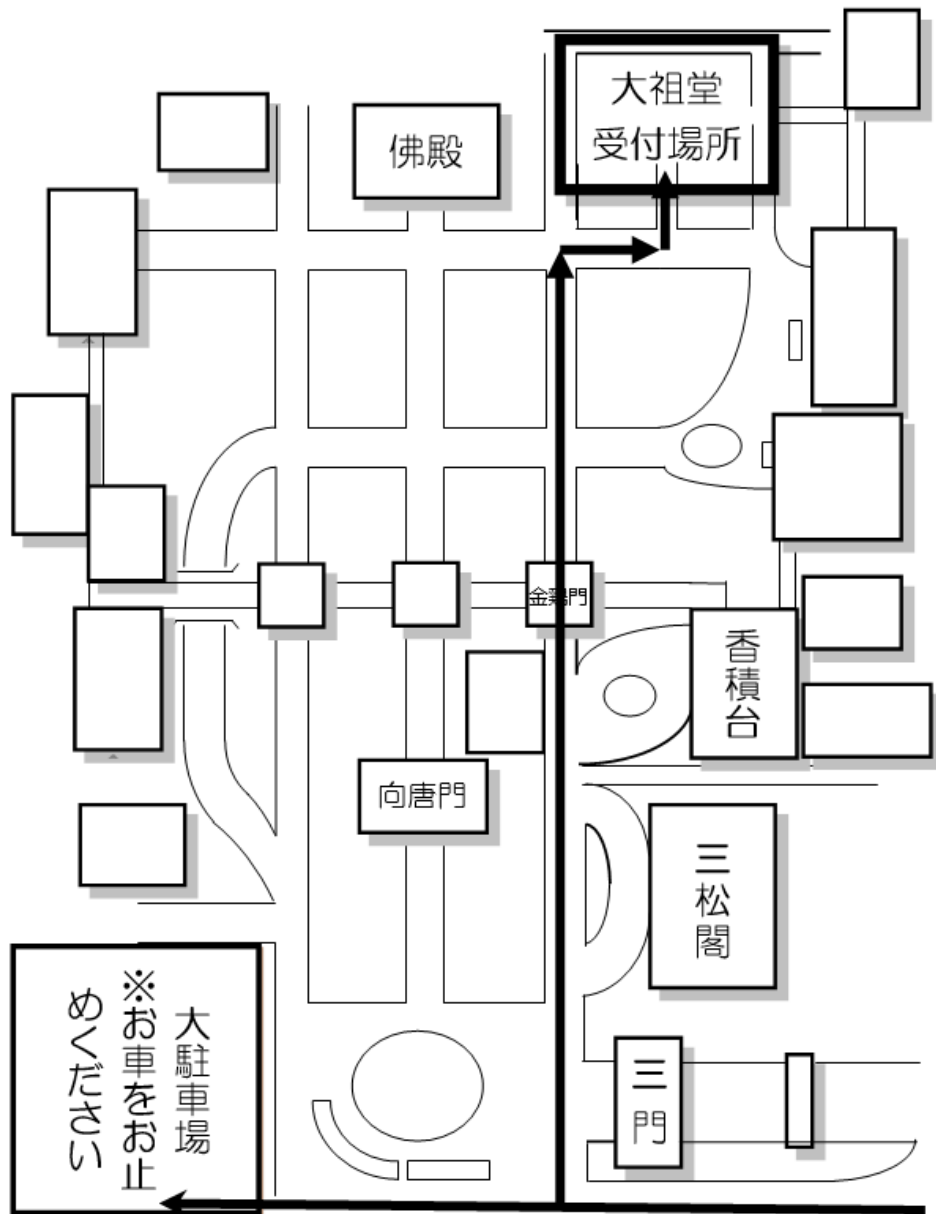 大祖堂
受付場所
佛殿
金鶏門
香積台
向唐門
三松閣
三門
大駐車場
※お車をお止
めください